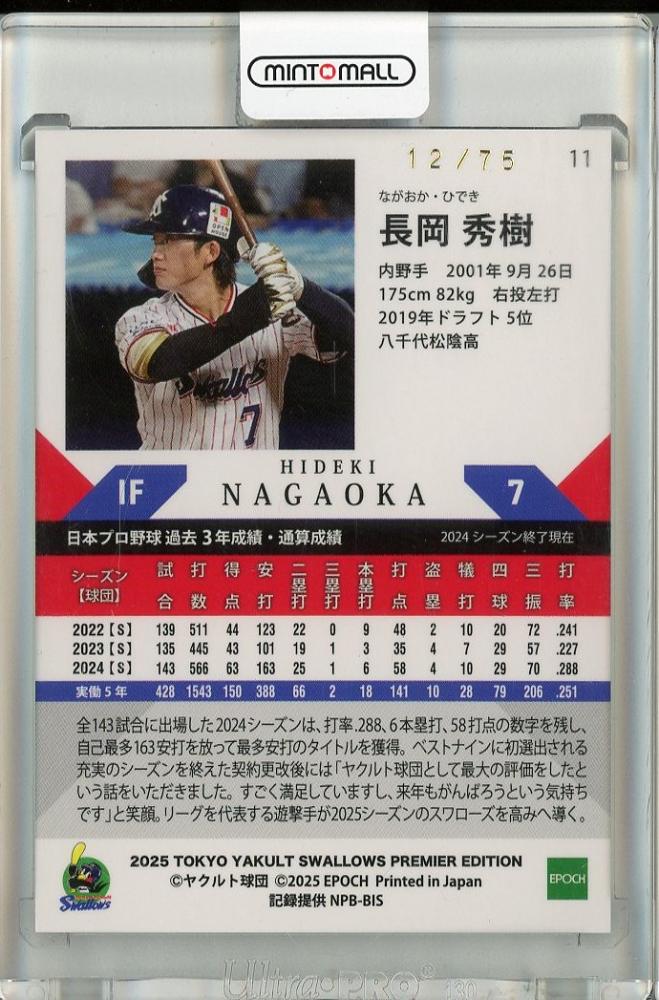 MINTOMALL
12/75
11
ながおか・ひでき
長岡 秀樹
内野手 2001年9月26日
175cm 82kg 右投左打
2019年ドラフト5位
八千代松陰高
OPEN HOUSE
Swallows
7
HIDEKI
IF
NAGAOKA
7
日本プロ野球 過去3年成績・通算成績
2024 シーズン終了現在
シーズン【球団】 試合 打数 得点 安打 二塁打 三塁打 本塁打 打点 盗塁 犠打 四球 三振 打率
2022【S】 139 511 44 123 22 0 9 48 2 10 20 72 .241
2023【S】 135 445 43 101 19 1 3 35 4 7 29 57 .227
2024【S】 143 566 63 163 25 1 6 58 4 10 29 70 .288
実働5年 428 1543 150 388 66 2 18 141 10 28 79 206 .251
全143試合に出場した2024シーズンは、打率.288、6本塁打、58打点の数字を残し、
自己最多163安打を放って最多安打のタイトルを獲得。ベストナインに初選出される
充実のシーズンを終えた契約更改後には「ヤクルト球団として最大の評価をしたと
いう話をいただきました。すごく満足していますし、来年もがんばろうという気持ち
です」と笑顔。リーグを代表する遊撃手が2025シーズンのスワローズを高みへ導く。
2025 TOKYO YAKULT SWALLOWS PREMIER EDITION
©ヤクルト球団 ©2025 EPOCH Printed in Japan
記録提供 NPB-BIS
Swallows
EPOCH
Ultra PRO® 130